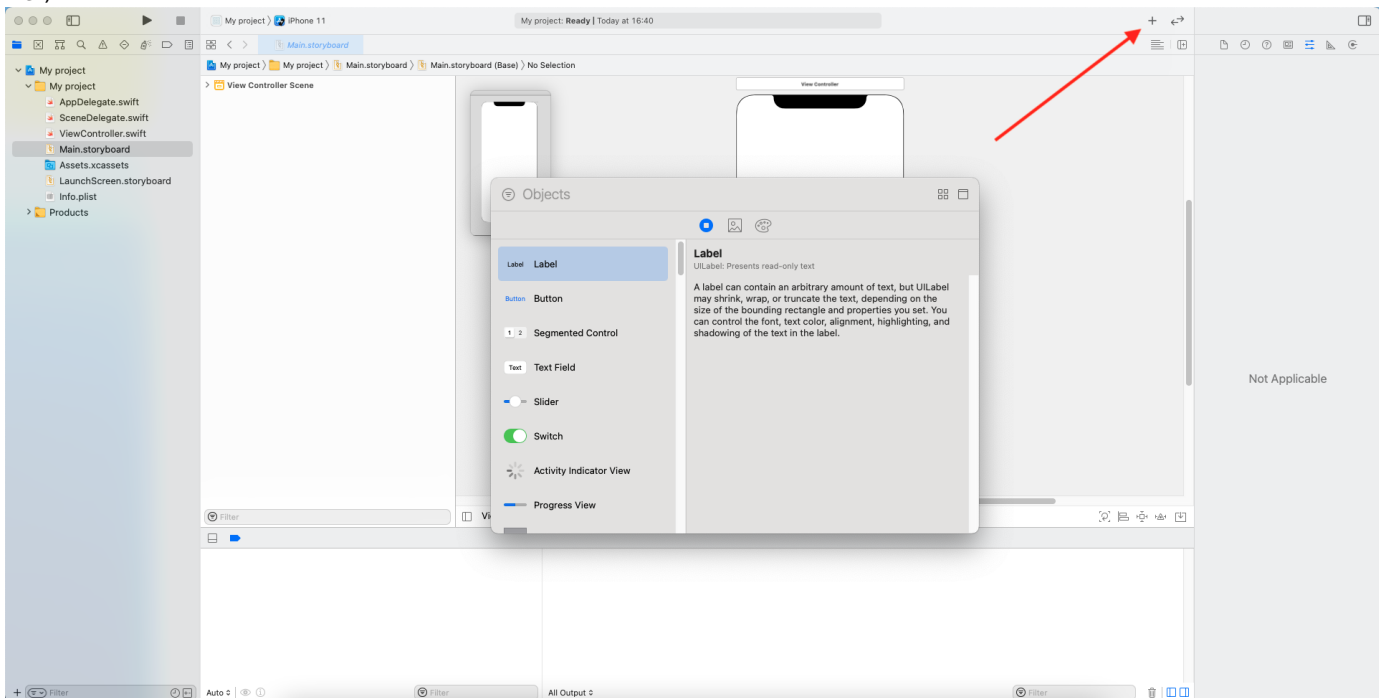 My project
iPhone 11
My project: Ready | Today at 16:40
Main.storyboard
My project
My project
Main.storyboard
Main.storyboard (Base)
No Selection
My project
My project
AppDelegate.swift
SceneDelegate.swift
ViewController.swift
Main.storyboard
Assets.xcassets
LaunchScreen.storyboard
Info.plist
Products
View Controller Scene
View Controller
Objects
Label Label
Button Button
1 2 Segmented Control
Text Text Field
Slider
Switch
Activity Indicator View
Progress View
Label
UILabel: Presents read-only text
A label can contain an arbitrary amount of text, but UILabel
may shrink, wrap, or truncate the text, depending on the
size of the bounding rectangle and properties you set. You
can control the font, text color, alignment, highlighting, and
shadowing of the text in the label.
Not Applicable
Filter
Filter
Auto
Filter
All Output
Filter